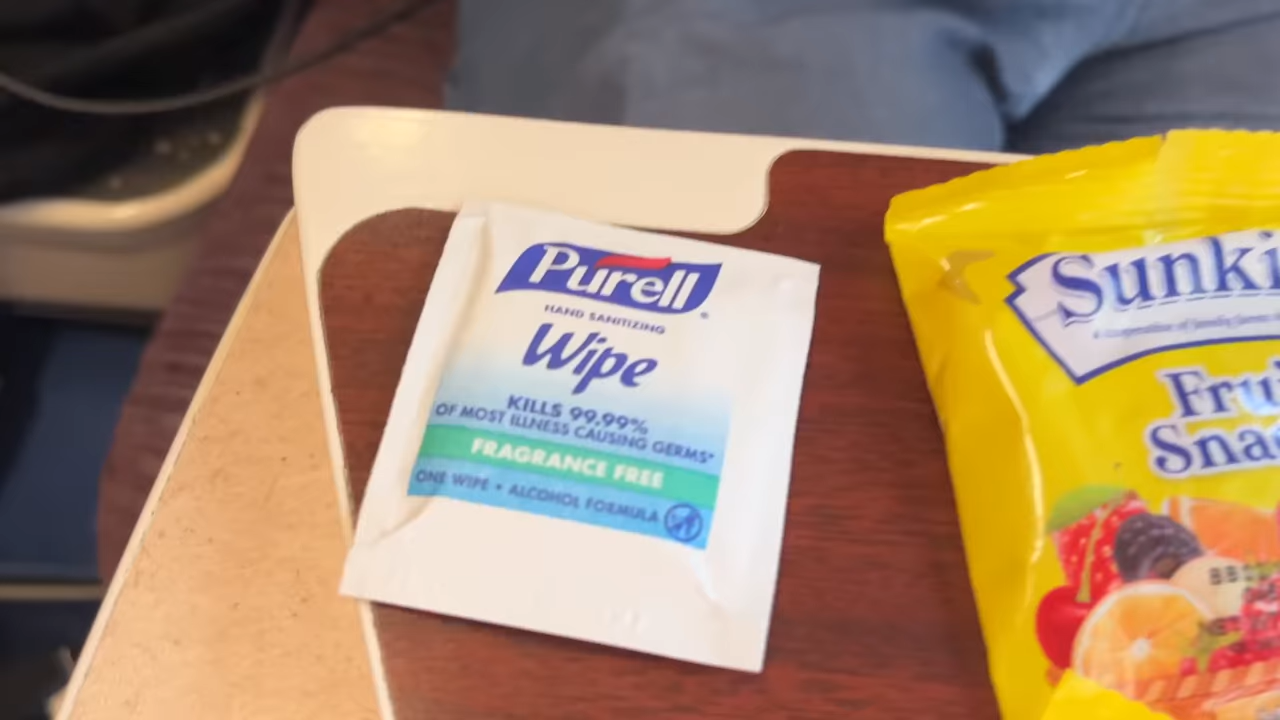 Purell®
HAND SANITIZING
Wipe
KILLS 99.99%
OF MOST ILLNESS CAUSING GERMS*
FRAGRANCE FREE
ONE WIPE • ALCOHOL FORMULA
Sunki
Frui
Snac